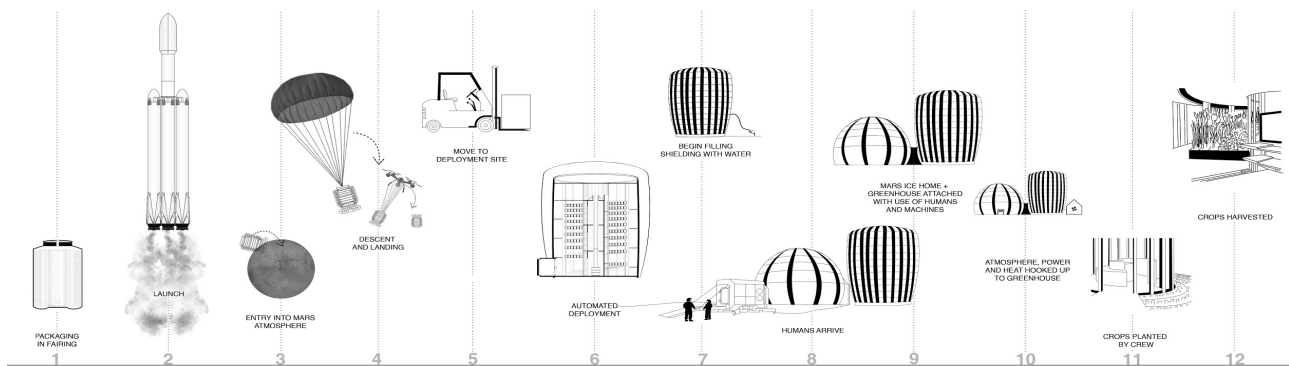 PACKAGING
IN FAIRING
1
LAUNCH
2
ENTRY INTO MARS
ATMOSPHERE
3
DESCENT
AND LANDING
4
MOVE TO
DEPLOYMENT SITE
5
AUTOMATED
DEPLOYMENT
6
BEGIN FILLING
SHIELDING WITH WATER
7
HUMANS ARRIVE
8
MARS ICE HOME +
GREENHOUSE ATTACHED
WITH USE OF HUMANS
AND MACHINES
9
ATMOSPHERE, POWER
AND HEAT HOOKED UP
TO GREENHOUSE
10
CROPS PLANTED
BY CREW
11
CROPS HARVESTED
12